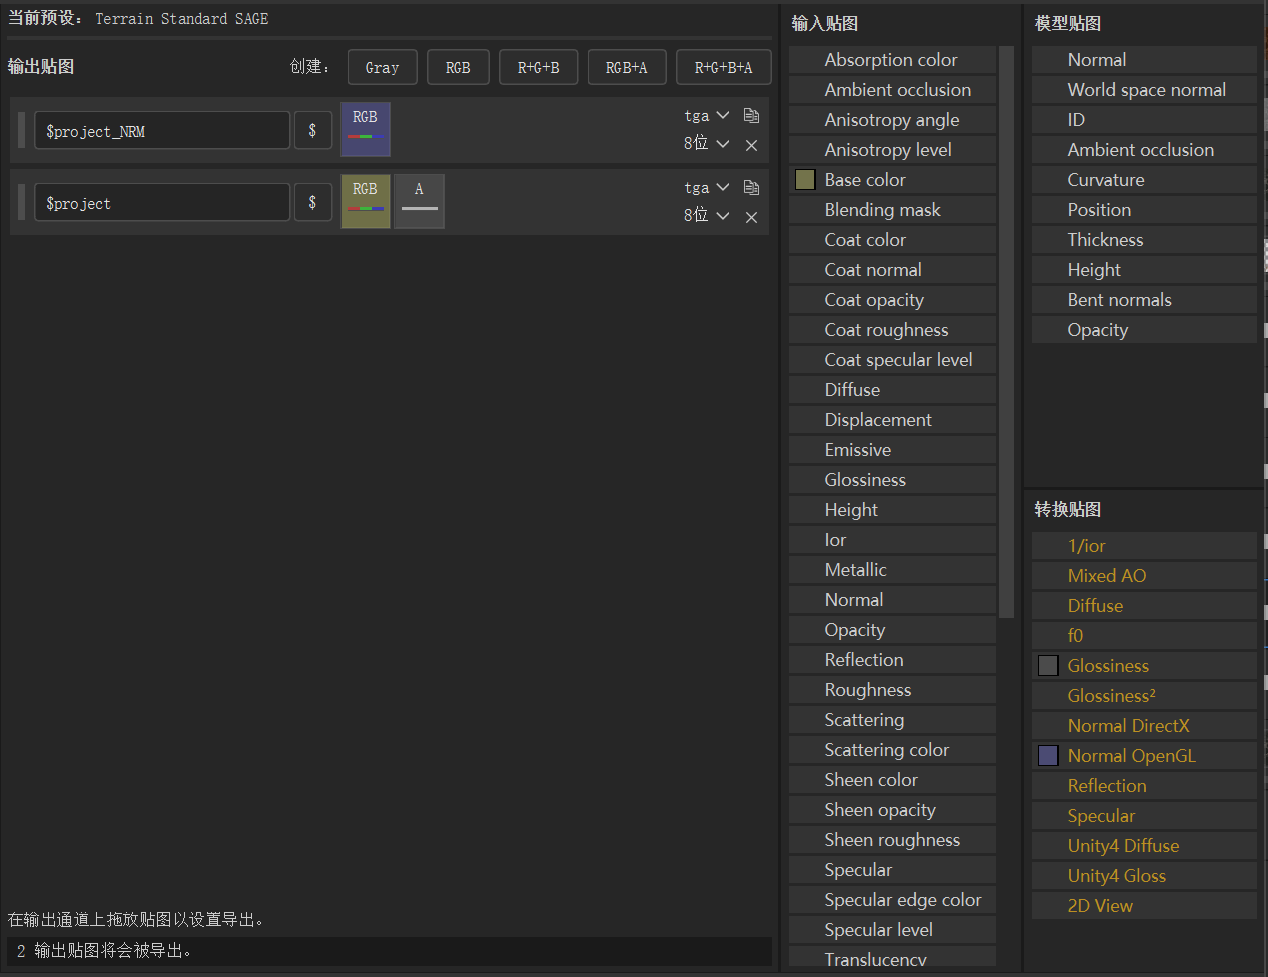 当前预设： Terrain Standard SAGE
输出贴图
创建： Gray RGB R+G+B RGB+A R+G+B+A
$project_NRM $ RGB tga
8位
$project $ RGB A tga
8位
在输出通道上拖放贴图以设置导出。
2 输出贴图将会被导出。
输入贴图
Absorption color
Ambient occlusion
Anisotropy angle
Anisotropy level
Base color
Blending mask
Coat color
Coat normal
Coat opacity
Coat roughness
Coat specular level
Diffuse
Displacement
Emissive
Glossiness
Height
Ior
Metallic
Normal
Opacity
Reflection
Roughness
Scattering
Scattering color
Sheen color
Sheen opacity
Sheen roughness
Specular
Specular edge color
Specular level
Translucency
模型贴图
Normal
World space normal
ID
Ambient occlusion
Curvature
Position
Thickness
Height
Bent normals
Opacity
转换贴图
1/ior
Mixed AO
Diffuse
f0
Glossiness
Glossiness²
Normal DirectX
Normal OpenGL
Reflection
Specular
Unity4 Diffuse
Unity4 Gloss
2D View